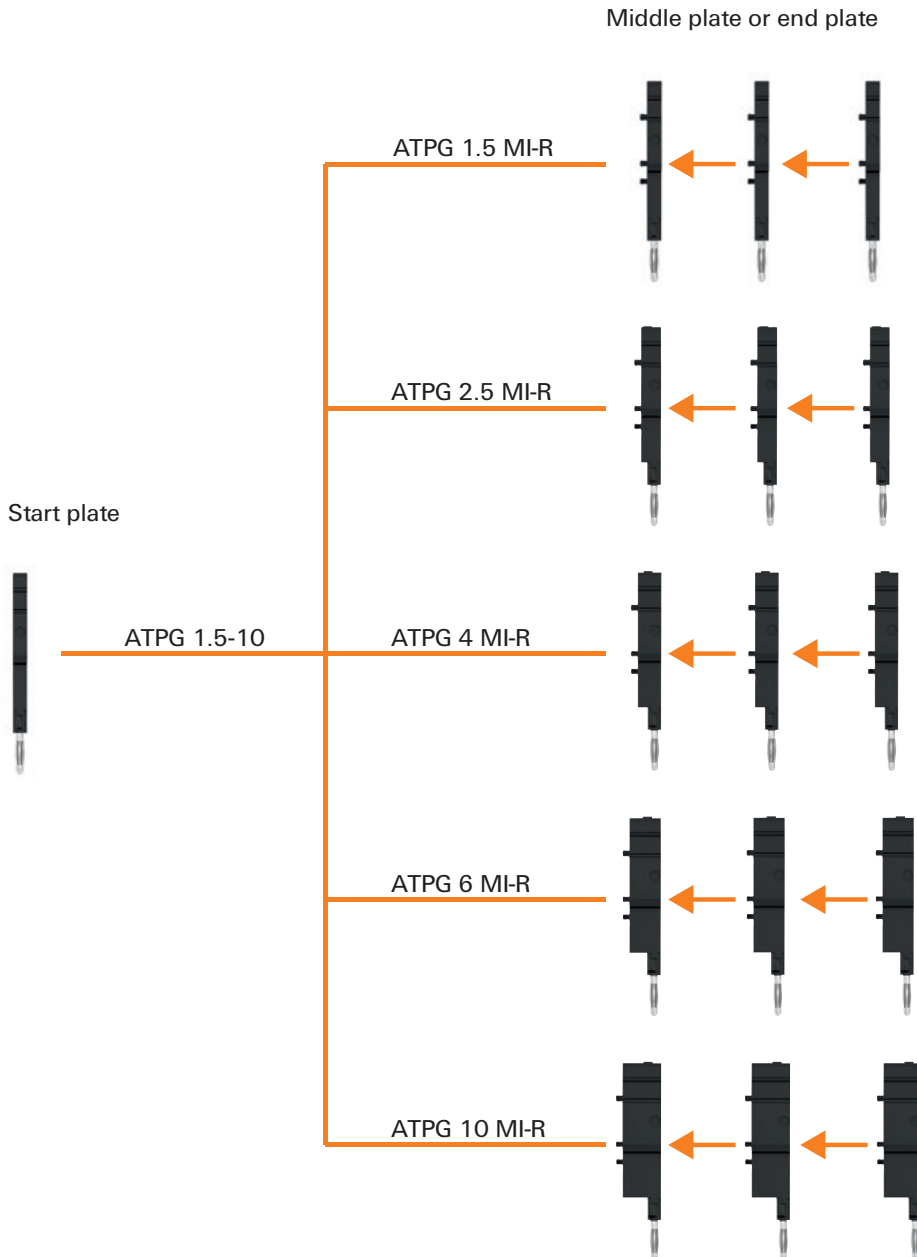 Middle plate or end plate
ATPG 1.5 MI-R
ATPG 2.5 MI-R
Start plate
ATPG 1.5-10
ATPG 4 MI-R
ATPG 6 MI-R
ATPG 10 MI-R